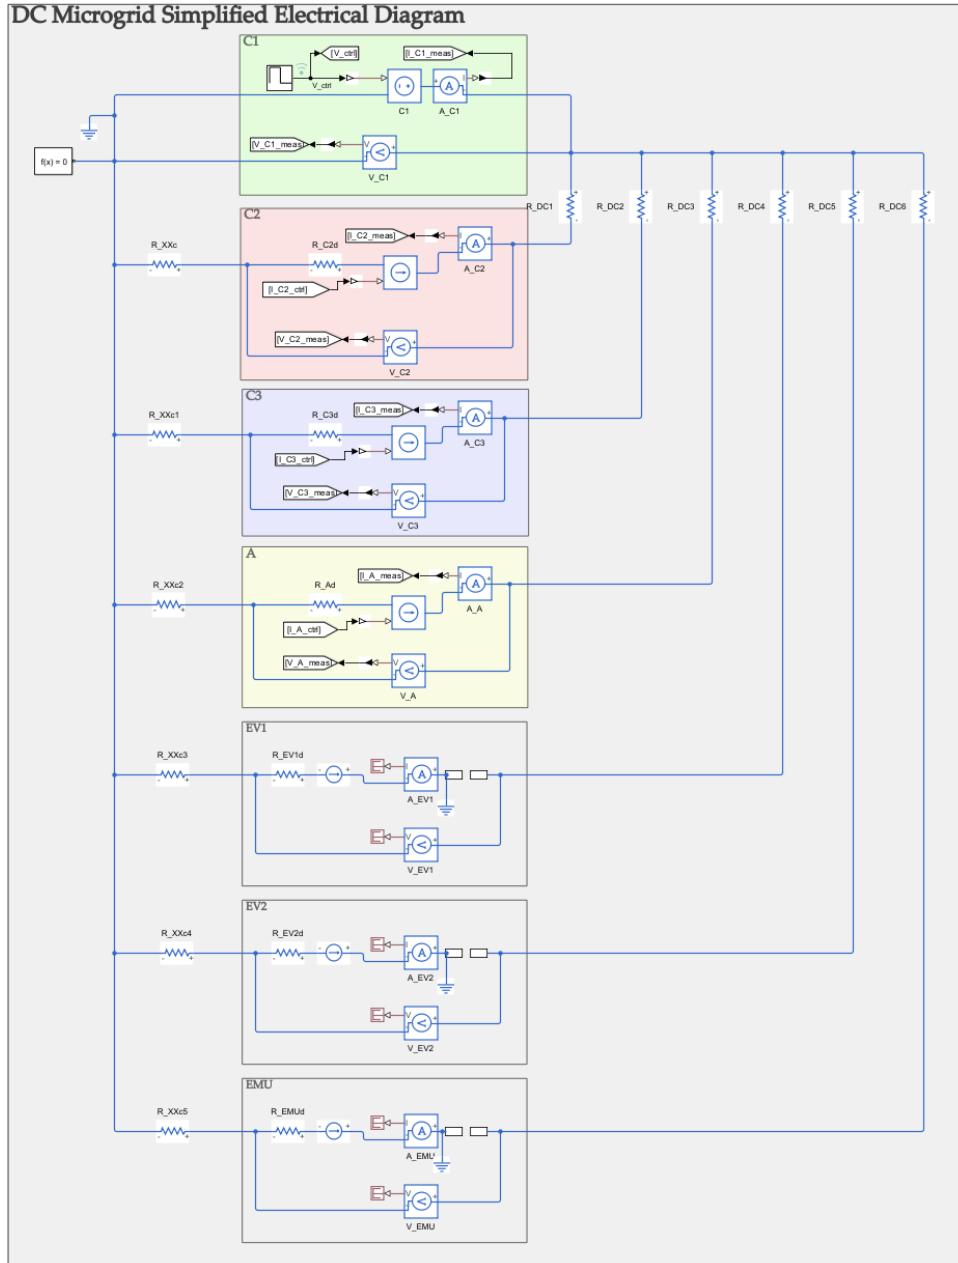 DC Microgrid Simplified Electrical Diagram
C1
[V_ctrl]
[I_C1_meas]
V_ctrl
C1
A_C1
[V_C1_meas]
V_C1
f(x) = 0
R_DC1
R_DC2
R_DC3
R_DC4
R_DC5
R_DC6
C2
[I_C2_meas]
R_XXc
R_C2d
A_C2
[I_C2_ctrl]
[V_C2_meas]
V_C2
C3
[I_C3_meas]
R_XXc1
R_C3d
A_C3
[I_C3_ctrl]
[V_C3_meas]
V_C3
A
[I_A_meas]
R_XXc2
R_Ad
A_A
[I_A_ctrl]
[V_A_meas]
V_A
EV1
R_XXc3
R_EV1d
A_EV1
V_EV1
EV2
R_XXc4
R_EV2d
A_EV2
V_EV2
EMU
R_XXc5
R_EMUd
A_EMU
V_EMU